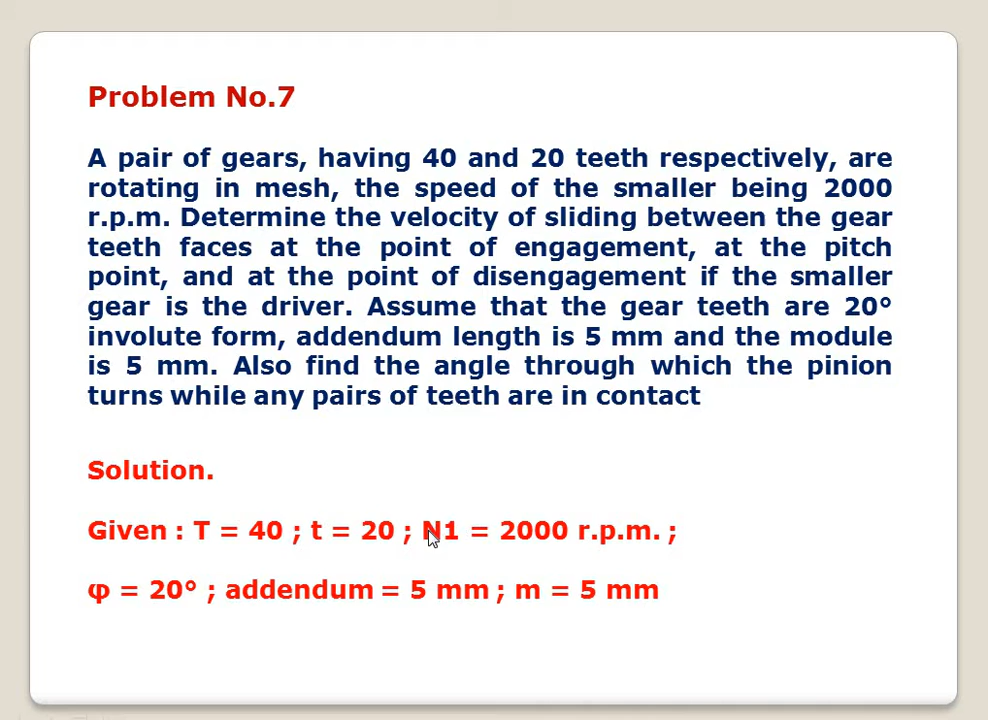 Problem No.7
A pair of gears, having 40 and 20 teeth respectively, are
rotating in mesh, the speed of the smaller being 2000
r.p.m. Determine the velocity of sliding between the gear
teeth faces at the point of engagement, at the pitch
point, and at the point of disengagement if the smaller
gear is the driver. Assume that the gear teeth are 20°
involute form, addendum length is 5 mm and the module
is 5 mm. Also find the angle through which the pinion
turns while any pairs of teeth are in contact
Solution.
Given : T = 40 ; t = 20 ; N1 = 2000 r.p.m. ;
φ = 20° ; addendum = 5 mm ; m = 5 mm